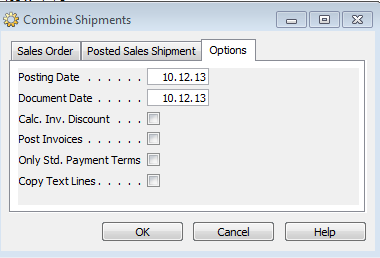 Combine Shipments
Sales Order Posted Sales Shipment Options
Posting Date . . . . . . 10.12.13
Document Date . . . . . 10.12.13
Calc. Inv. Discount . . .
Post Invoices . . . . . .
Only Std. Payment Terms
Copy Text Lines . . . . .
OK Cancel Help